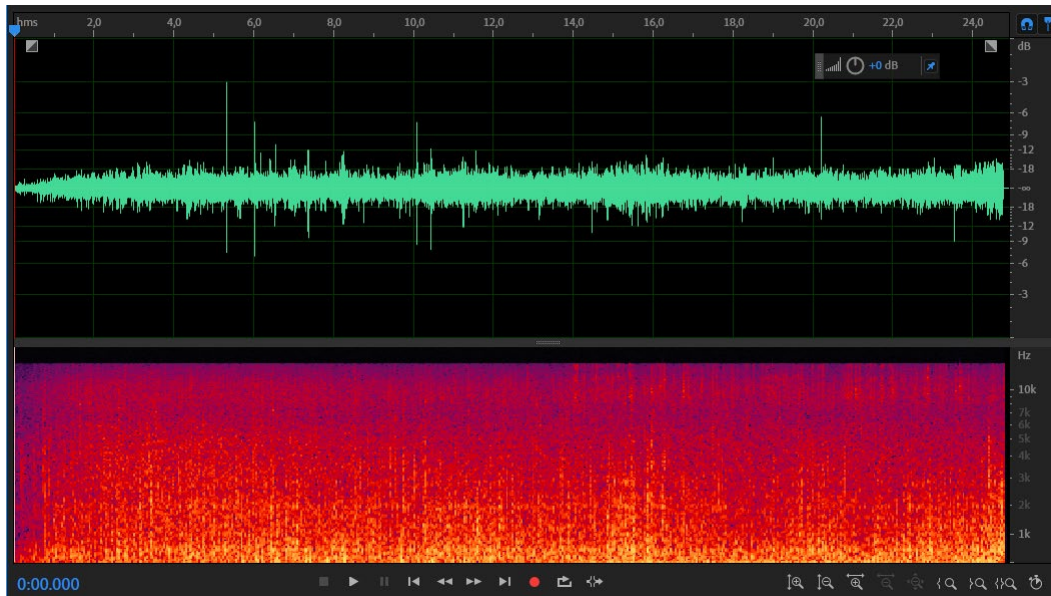 hms 2,0 4,0 6,0 8,0 10,0 12,0 14,0 16,0 18,0 20,0 22,0 24,0
dB
+0 dB
-3
-6
-9
-12
-18
-∞
-18
-12
-9
-6
-3
Hz
10k
7k
6k
5k
4k
3k
2k
1k
0:00.000